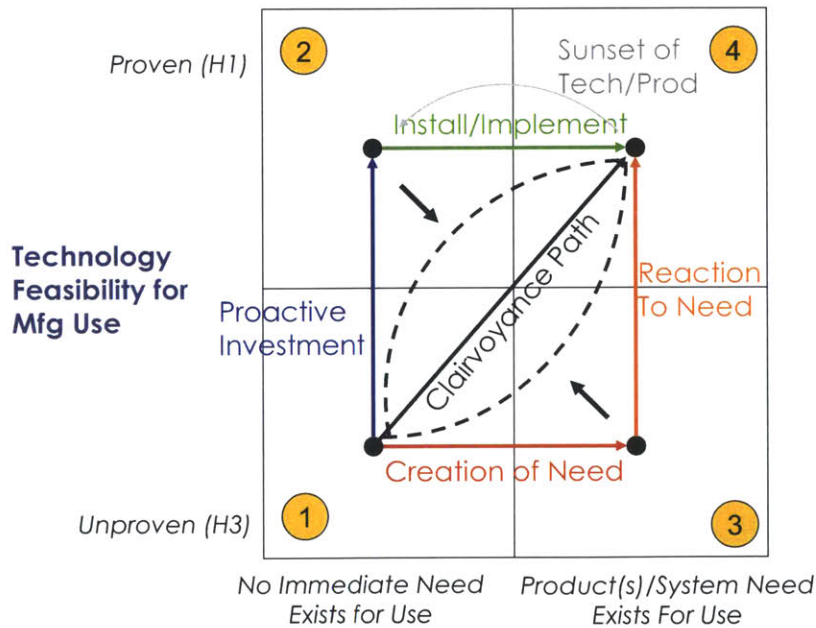 2
4
Proven (H1)
Sunset of
Tech/Prod
Install/Implement
Technology
Feasibility for
Mfg Use
Proactive
Investment
Clairvoyance Path
Reaction
To Need
Creation of Need
1
3
Unproven (H3)
No Immediate Need
Exists for Use
Product(s)/System Need
Exists For Use